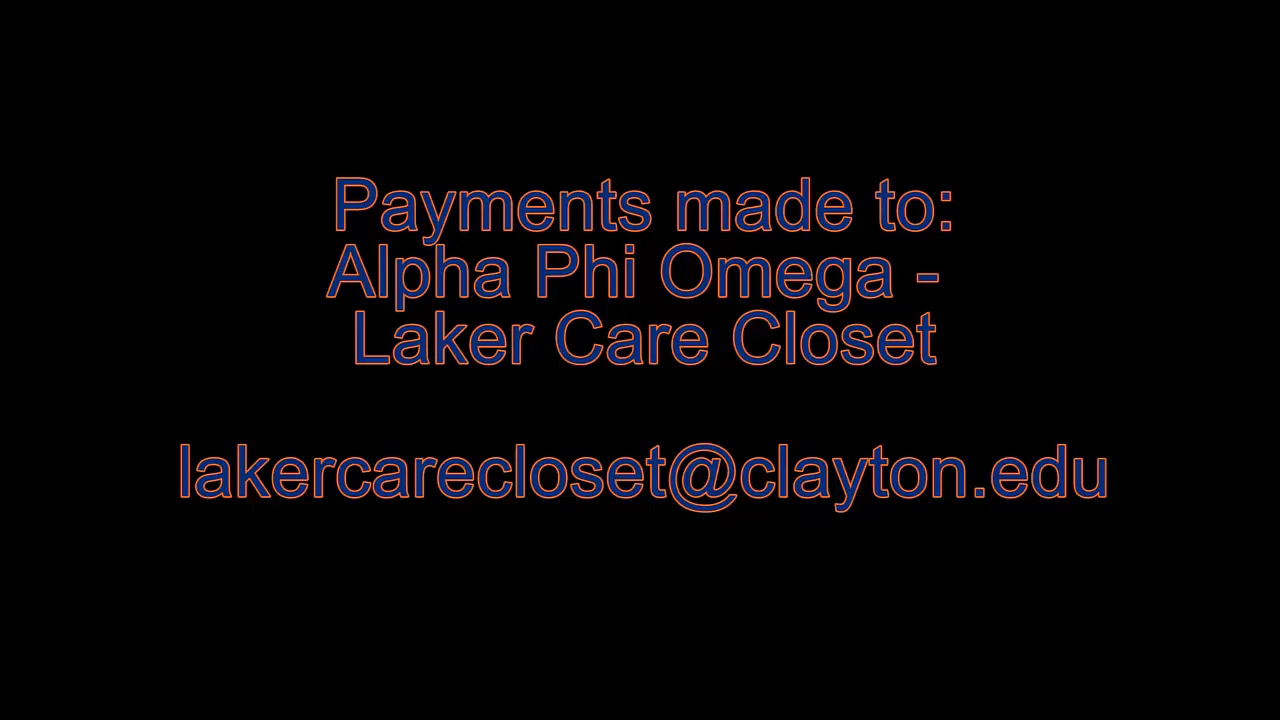 Payments made to:
Alpha Phi Omega -
Laker Care Closet
lakercarecloset@clayton.edu